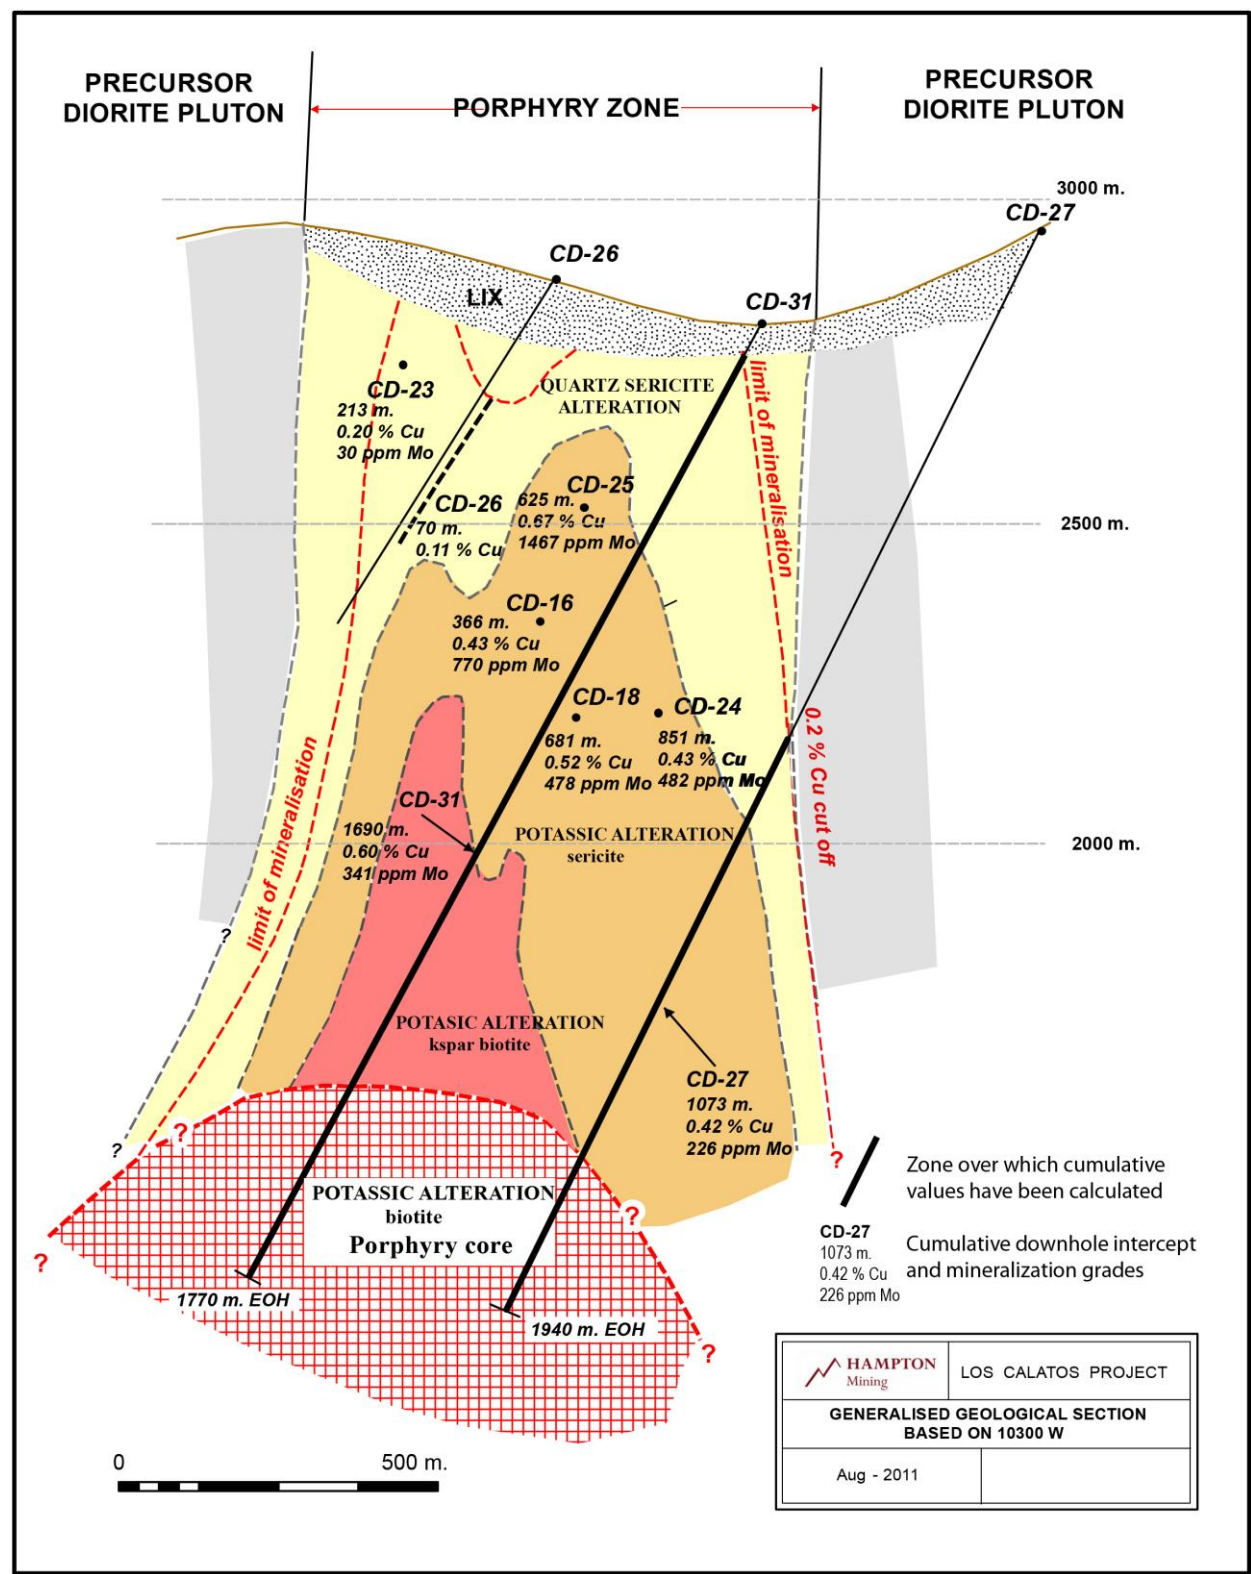 PRECURSOR
DIORITE PLUTON
PORPHYRY ZONE
PRECURSOR
DIORITE PLUTON
3000 m.
CD-27
CD-26
CD-31
LIX
CD-23
213 m.
0.20 % Cu
30 ppm Mo
QUARTZ SERICITE
ALTERATION
limit of mineralisation
CD-26
70 m.
0.11 % Cu
CD-25
625 m.
0.67 % Cu
1467 ppm Mo
2500 m.
CD-16
366 m.
0.43 % Cu
770 ppm Mo
CD-18
681 m.
0.52 % Cu
478 ppm Mo
CD-24
851 m.
0.43 % Cu
482 ppm Mo
0.2 % Cu cut off
limit of mineralisation
CD-31
1690 m.
0.60 % Cu
341 ppm Mo
POTASSIC ALTERATION
sericite
2000 m.
?
POTASIC ALTERATION
kspar biotite
CD-27
1073 m.
0.42 % Cu
226 ppm Mo
?
?
?
POTASSIC ALTERATION
biotite
Porphyry core
?
?
?
1770 m. EOH
1940 m. EOH
Zone over which cumulative
values have been calculated
CD-27
1073 m.
0.42 % Cu
226 ppm Mo
Cumulative downhole intercept
and mineralization grades
HAMPTON
Mining
LOS CALATOS PROJECT
GENERALISED GEOLOGICAL SECTION
BASED ON 10300 W
Aug - 2011
0
500 m.